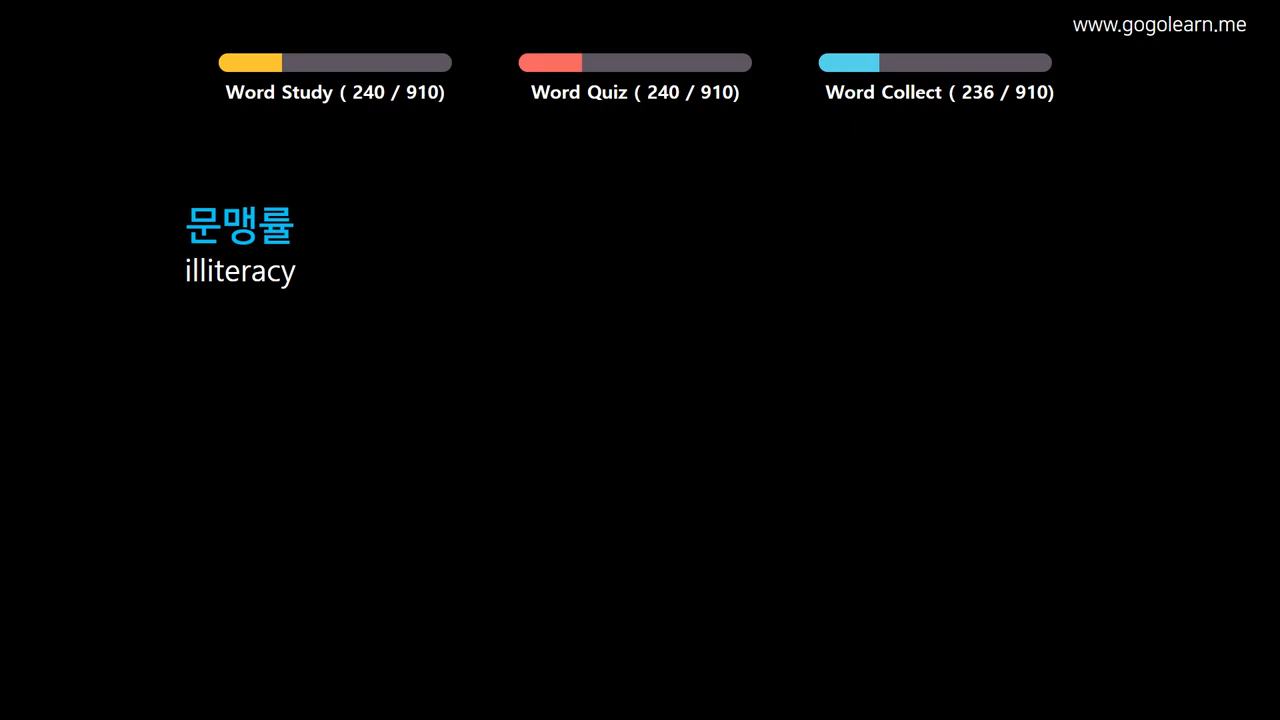 www.gogolearn.me
Word Study ( 240 / 910)
Word Quiz ( 240 / 910)
Word Collect ( 236 / 910)
문맹률
illiteracy